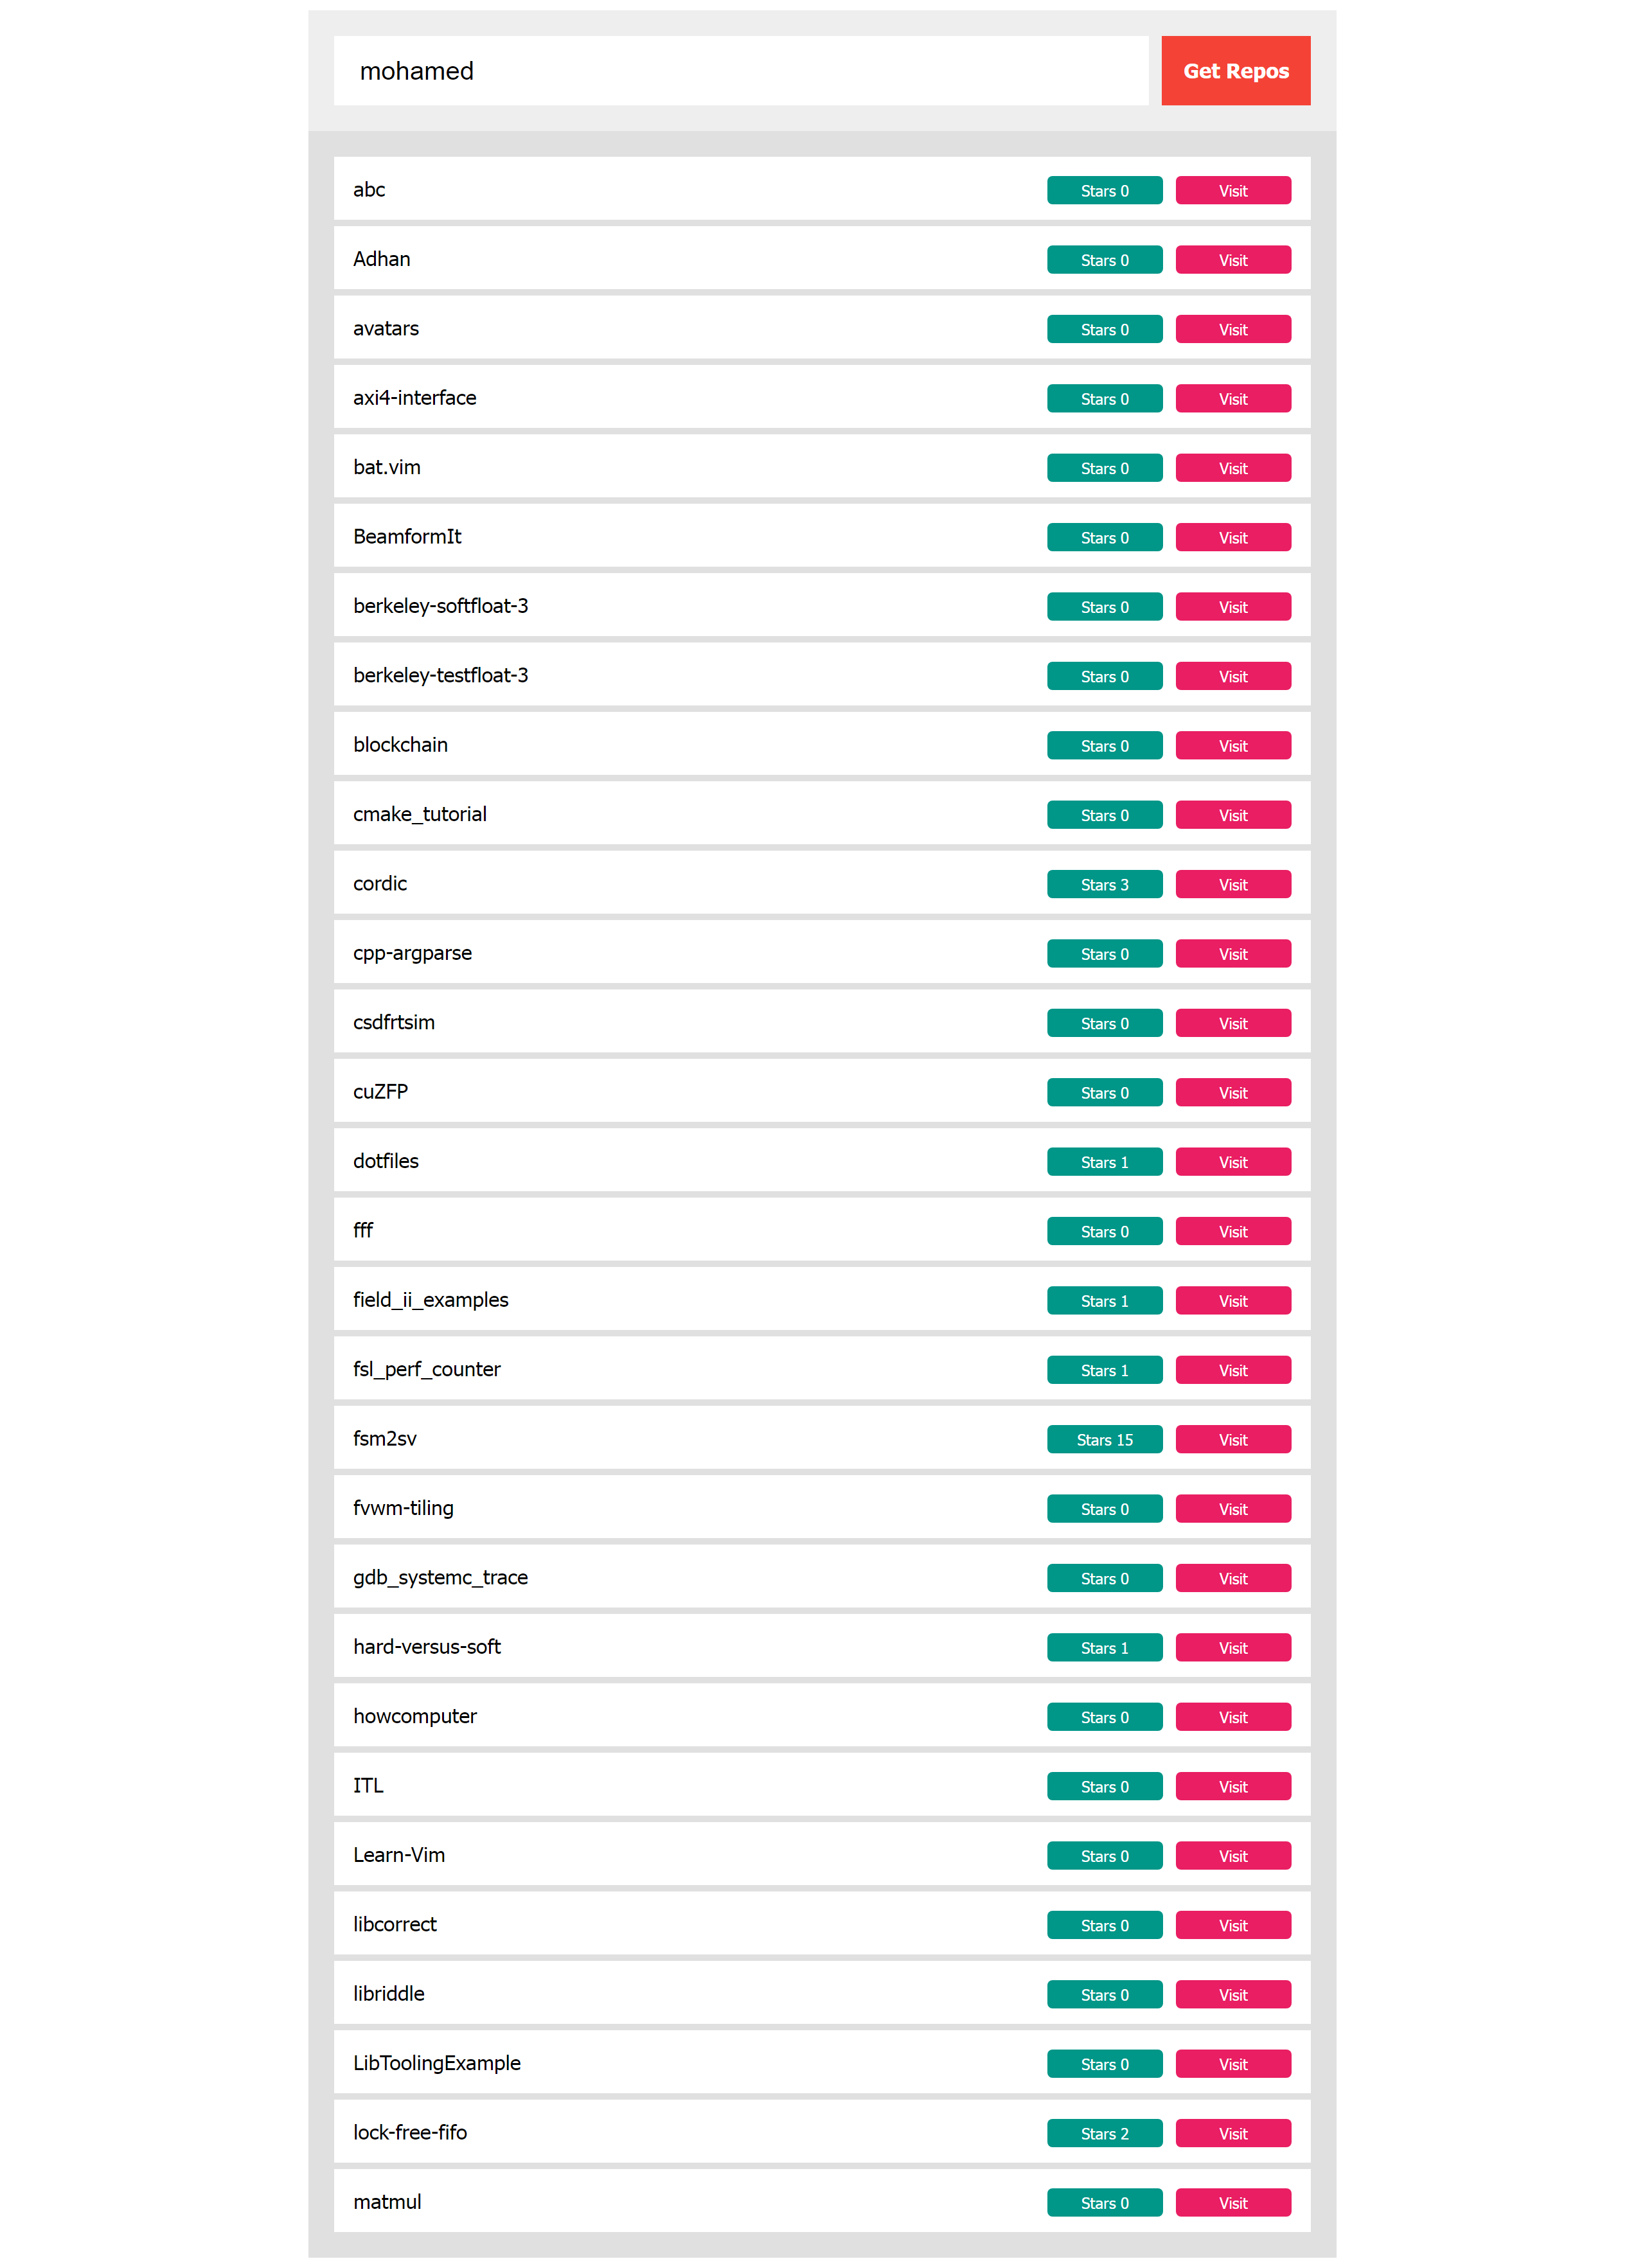 mohamed Get Repos
abc Stars 0 Visit
Adhan Stars 0 Visit
avatars Stars 0 Visit
axi4-interface Stars 0 Visit
bat.vim Stars 0 Visit
BeamformIt Stars 0 Visit
berkeley-softfloat-3 Stars 0 Visit
berkeley-testfloat-3 Stars 0 Visit
blockchain Stars 0 Visit
cmake_tutorial Stars 0 Visit
cordic Stars 3 Visit
cpp-argparse Stars 0 Visit
csdfrtsim Stars 0 Visit
cuZFP Stars 0 Visit
dotfiles Stars 1 Visit
fff Stars 0 Visit
field_ii_examples Stars 1 Visit
fsl_perf_counter Stars 1 Visit
fsm2sv Stars 15 Visit
fvwm-tiling Stars 0 Visit
gdb_systemc_trace Stars 0 Visit
hard-versus-soft Stars 1 Visit
howcomputer Stars 0 Visit
ITL Stars 0 Visit
Learn-Vim Stars 0 Visit
libcorrect Stars 0 Visit
libriddle Stars 0 Visit
LibToolingExample Stars 0 Visit
lock-free-fifo Stars 2 Visit
matmul Stars 0 Visit